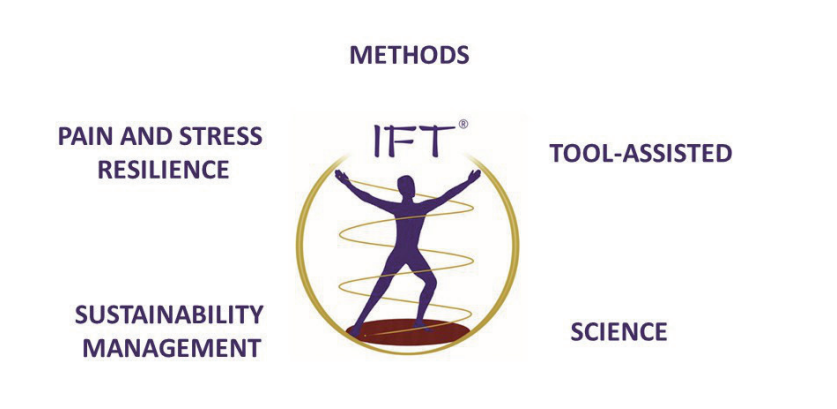 METHODS
PAIN AND STRESS
RESILIENCE
IFT®
TOOL-ASSISTED
SUSTAINABILITY
MANAGEMENT
SCIENCE